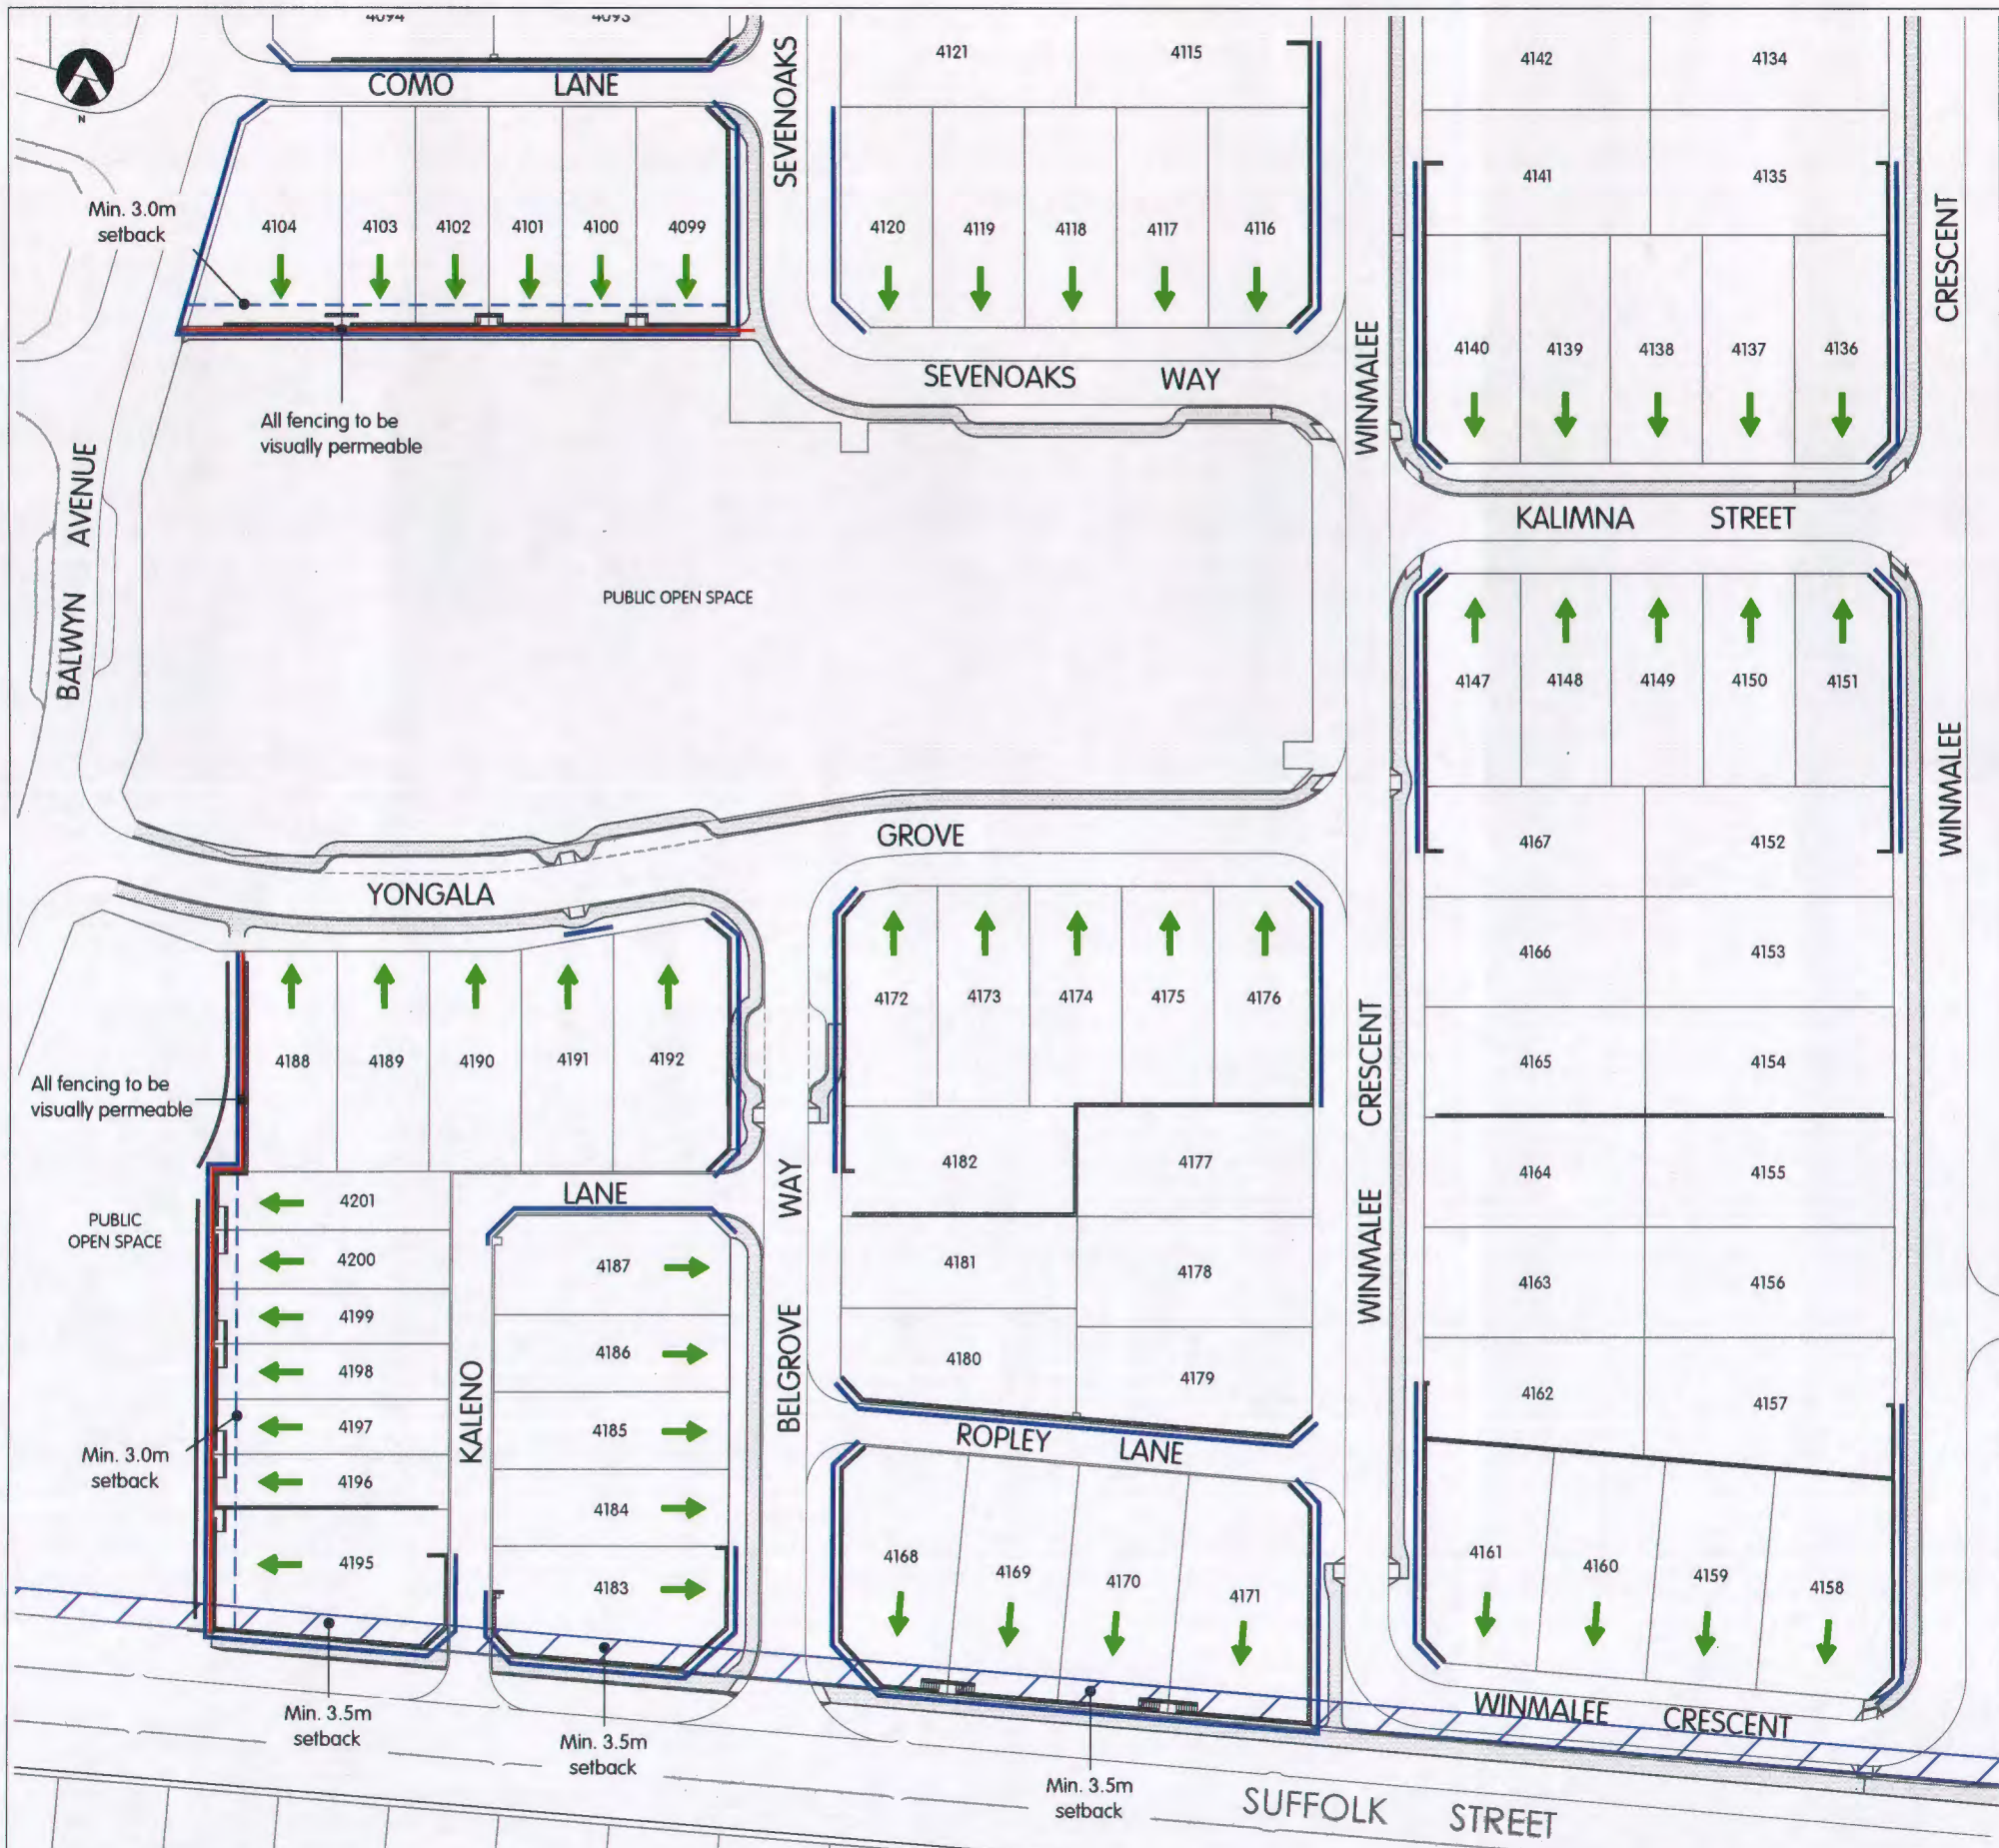 4094 4093
COMO LANE
N
SEVENOAKS
4121 4115
4142 4134
4141 4135
CRESCENT
Min. 3.0m
setback
4104 4103 4102 4101 4100 4099
4120 4119 4118 4117 4116
4140 4139 4138 4137 4136
WINMALEE
SEVENOAKS WAY
All fencing to be
visually permeable
KALIMNA STREET
BALWYN AVENUE
PUBLIC OPEN SPACE
4147 4148 4149 4150 4151
WINMALEE
GROVE
4167 4152
YONGALA
4166 4153
4172 4173 4174 4175 4176
4188 4189 4190 4191 4192
4165 4154
WINMALEE CRESCENT
All fencing to be
visually permeable
4182 4177
4164 4155
LANE
4201
PUBLIC
OPEN SPACE
4200
4187
4181 4178
4163 4156
BELGROVE WAY
4199
4186
4180 4179
4198
KALENO
4162 4157
4197
4185
ROPLEY LANE
Min. 3.0m
setback
4196
4184
4195
4183
4168 4169 4170 4171
4161 4160 4159 4158
WINMALEE CRESCENT
Min. 3.5m
setback
Min. 3.5m
setback
Min. 3.5m
setback
SUFFOLK STREET